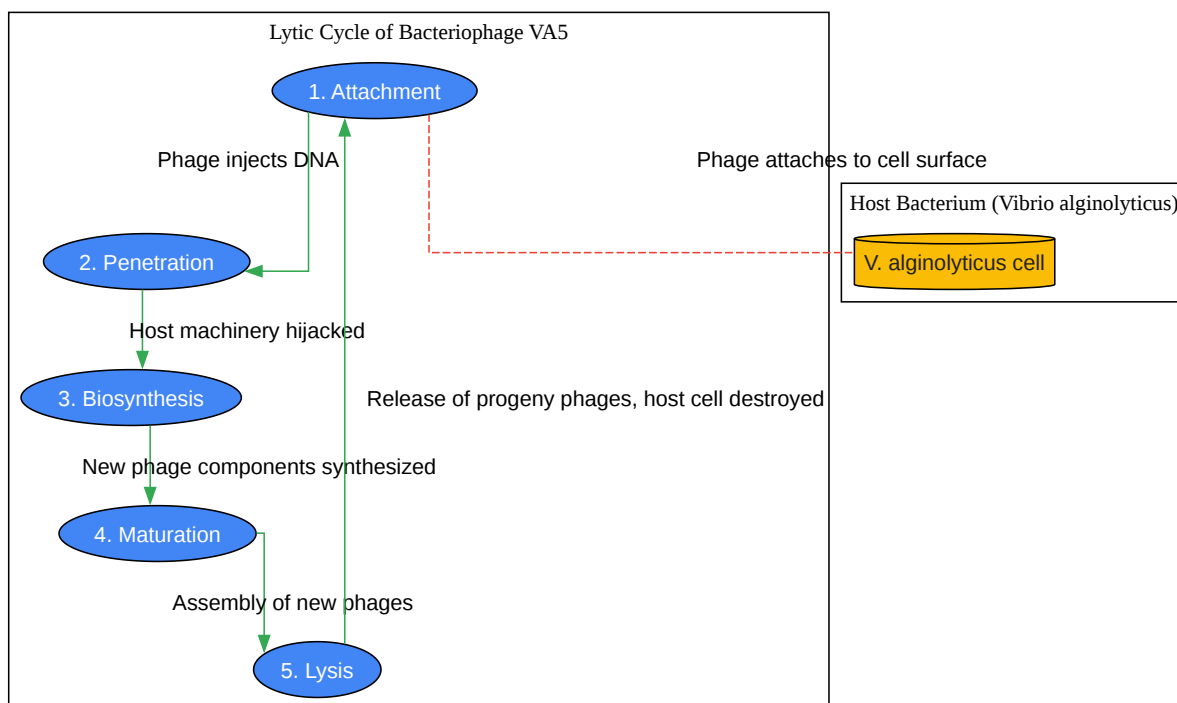 Lytic Cycle of Bacteriophage VA5
1. Attachment
Phage injects DNA
Phage attaches to cell surface
Host Bacterium (Vibrio alginolyticus)
2. Penetration
V. alginolyticus cell
Host machinery hijacked
3. Biosynthesis
Release of progeny phages, host cell destroyed
New phage components synthesized
4. Maturation
Assembly of new phages
5. Lysis